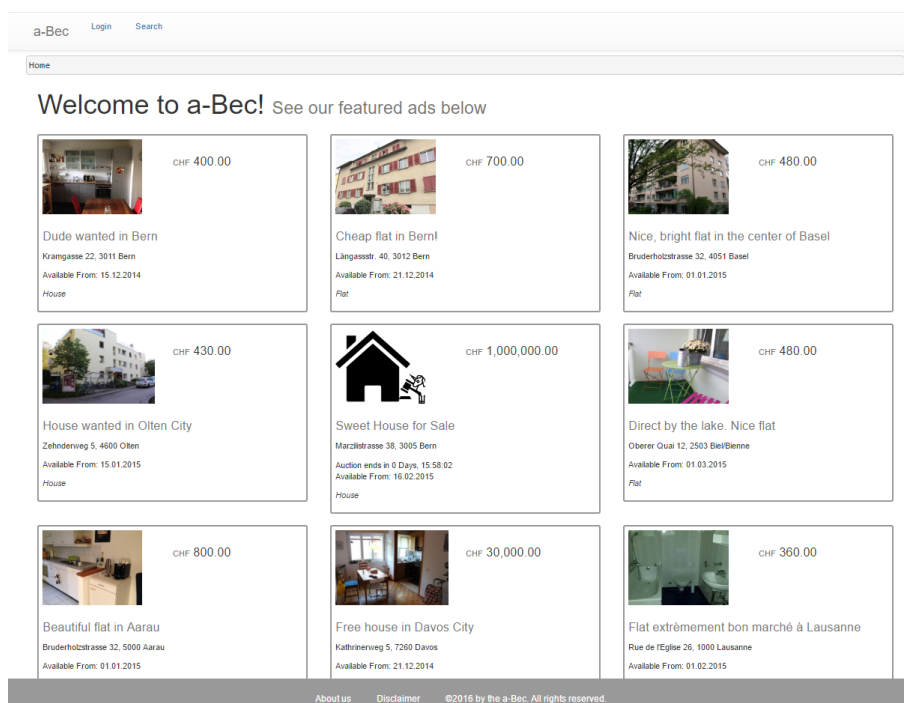 a-Bec
Login
Search
Home
Welcome to a-Bec! See our featured ads below
CHF 400.00
Dude wanted in Bern
Kramgasse 22, 3011 Bern
Available From: 15.12.2014
House
CHF 700.00
Cheap flat in Bern!
Längassstr. 40, 3012 Bern
Available From: 21.12.2014
Flat
CHF 480.00
Nice, bright flat in the center of Basel
Bruderholzstrasse 32, 4051 Basel
Available From: 01.01.2015
Flat
CHF 430.00
House wanted in Olten City
Zehnderweg 5, 4600 Olten
Available From: 15.01.2015
House
CHF 1,000,000.00
Sweet House for Sale
Marzilistrasse 38, 3005 Bern
Auction ends in 0 Days, 15:58:02
Available From: 16.02.2015
House
CHF 480.00
Direct by the lake. Nice flat
Oberer Quai 12, 2503 Biel/Bienne
Available From: 01.03.2015
Flat
CHF 800.00
Beautiful flat in Aarau
Bruderholzstrasse 32, 5000 Aarau
Available From: 01.01.2015
CHF 30,000.00
Free house in Davos City
Kathrinerweg 5, 7260 Davos
Available From: 21.12.2014
CHF 360.00
Flat extrèmement bon marché à Lausanne
Rue de l'Eglise 26, 1000 Lausanne
Available From: 01.02.2015
About us
Disclaimer
©2016 by the a-Bec. All rights reserved.